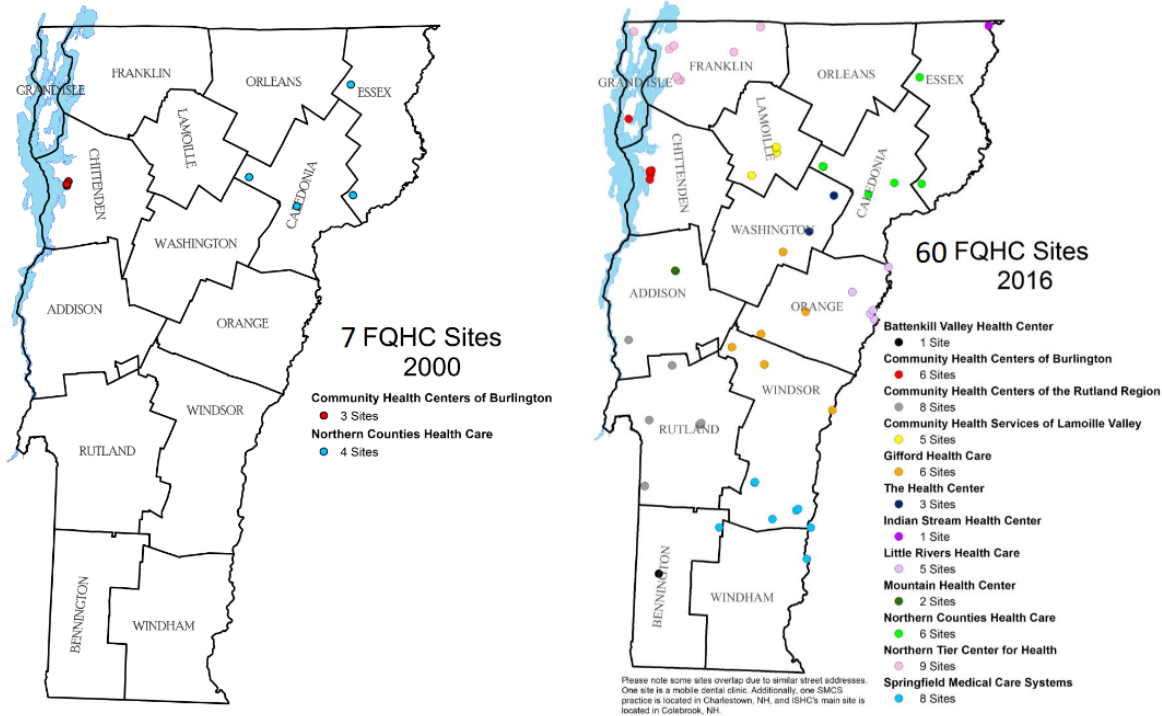 FRANKLIN
ORLEANS
ESSEX
GRAND ISLE
LAMOILLE
CHITTENDEN
CALEDONIA
WASHINGTON
ADDISON
ORANGE
WINDSOR
RUTLAND
BENNINGTON
WINDHAM
7 FQHC Sites
2000
Community Health Centers of Burlington
3 Sites
Northern Counties Health Care
4 Sites
FRANKLIN
ORLEANS
ESSEX
GRAND ISLE
LAMOILLE
CHITTENDEN
CALEDONIA
WASHINGTON
ADDISON
ORANGE
WINDSOR
RUTLAND
BENNINGTON
WINDHAM
60 FQHC Sites
2016
Battenkill Valley Health Center
1 Site
Community Health Centers of Burlington
6 Sites
Community Health Centers of the Rutland Region
8 Sites
Community Health Services of Lamoille Valley
5 Sites
Gifford Health Care
6 Sites
The Health Center
3 Sites
Indian Stream Health Center
1 Site
Little Rivers Health Care
5 Sites
Mountain Health Center
2 Sites
Northern Counties Health Care
6 Sites
Northern Tier Center for Health
9 Sites
Springfield Medical Care Systems
8 Sites
Please note some sites overlap due to similar street addresses.
One site is a mobile dental clinic. Additionally, one SMCS
practice is located in Charlestown, NH, and ISHC's main site is
located in Colebrook, NH.